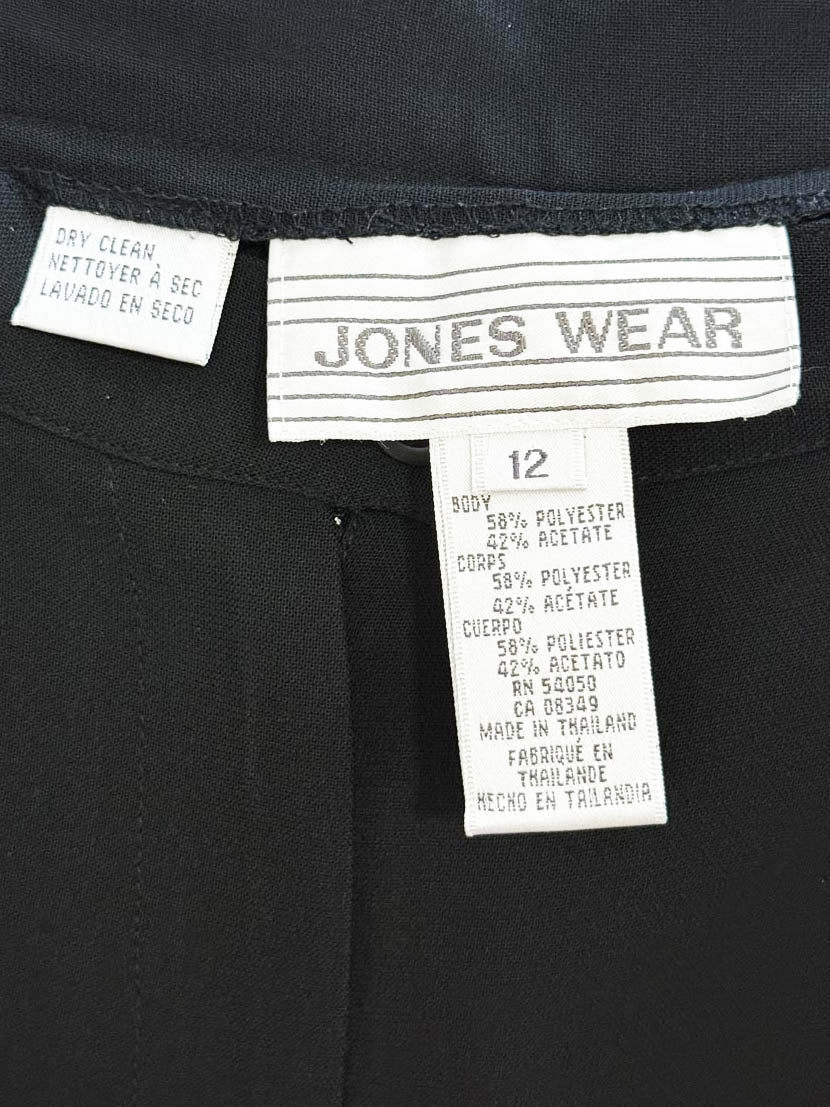 DRY CLEAN
NETTOYER À SEC
LAVADO EN SECO
JONES WEAR
12
BODY
58% POLYESTER
42% ACETATE
CORPS
58% POLYESTER
42% ACÉTATE
CUERPO
58% POLIESTER
42% ACETATO
RN 54050
CA 08349
MADE IN THAILAND
FABRIQUÉ EN
THAILANDE
HECHO EN TAILANDIA